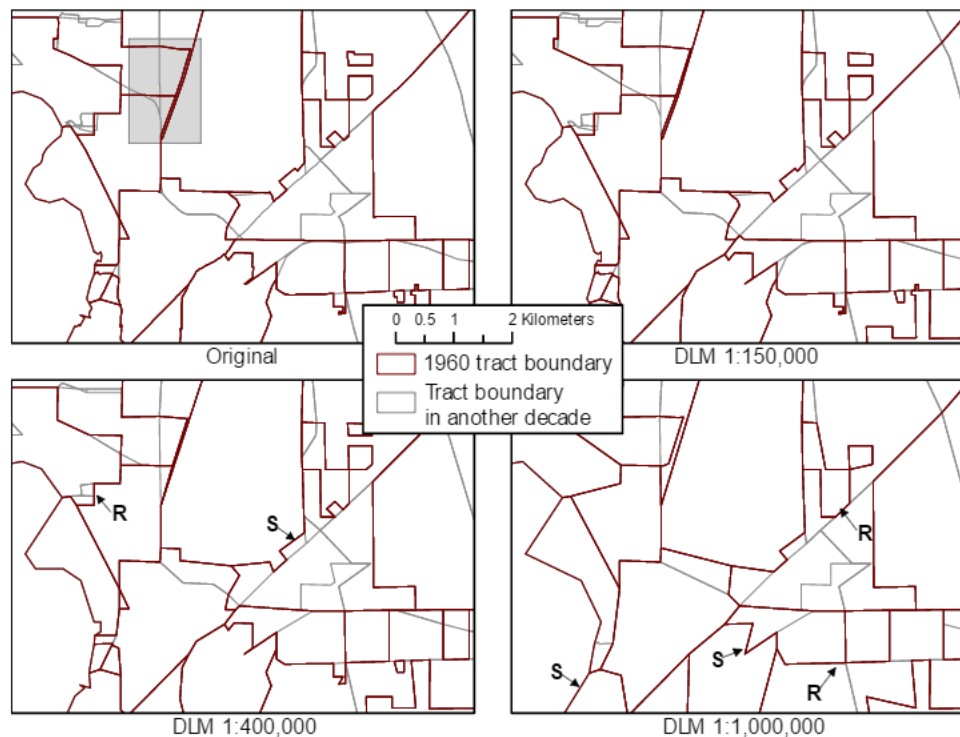 0 0.5 1 2 Kilometers
1960 tract boundary
Tract boundary
in another decade
Original
DLM 1:150,000
R
S
S
S
R
R
DLM 1:400,000
DLM 1:1,000,000